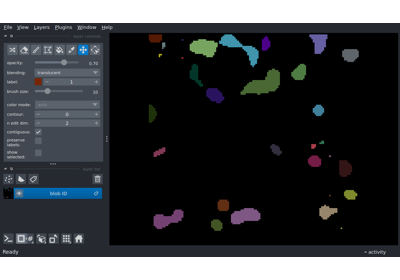 File View Layers Plugins Window Help
opacity: 0.70
blending: translucent
label: 1
brush size: 10
color mode:
contour: 0
n edit dim: 2
contiguous:
preserve labels:
show selected:
blob ID
Ready
activity